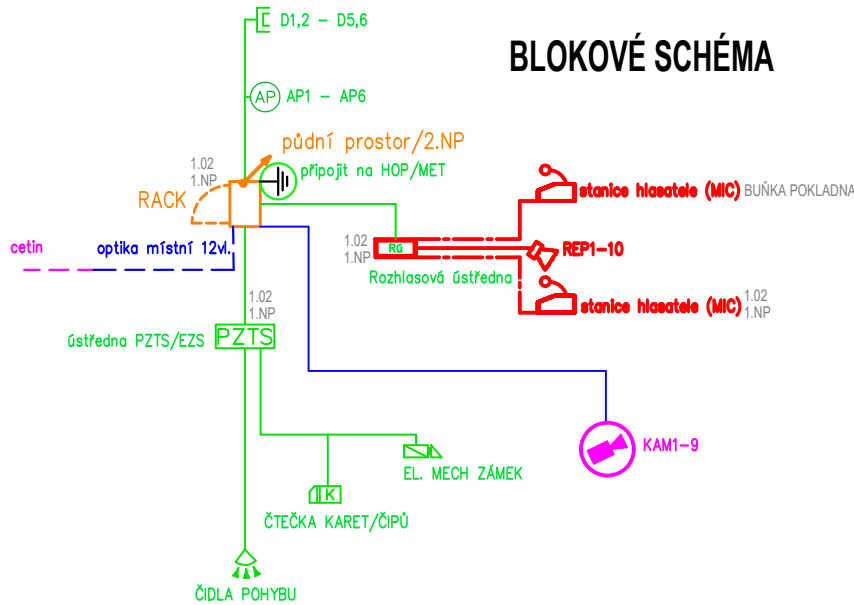 D1,2 – D5,6
BLOKOVÉ SCHÉMA
AP
AP1 – AP6
půdní prostor/2.NP
1.02
1.NP
připojit na HOP/MET
RACK
stanice hlasatele (MIC)
BUŇKA POKLADNA
cetin
optika místní 12vl.
1.02
1.NP
RG
REP1–10
Rozhlasová ústředna
1.02
1.NP
stanice hlasatele (MIC)
1.02
1.NP
ústředna PZTS/EZS
PZTS
KAM1–9
EL. MECH ZÁMEK
K
ČTEČKA KARET/ČIPŮ
ČIDLA POHYBU